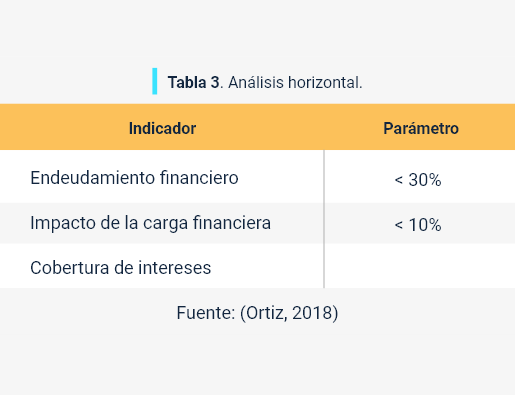 Tabla 3. Análisis horizontal.
Indicador Parámetro
Endeudamiento financiero < 30%
Impacto de la carga financiera < 10%
Cobertura de intereses
Fuente: (Ortiz, 2018)